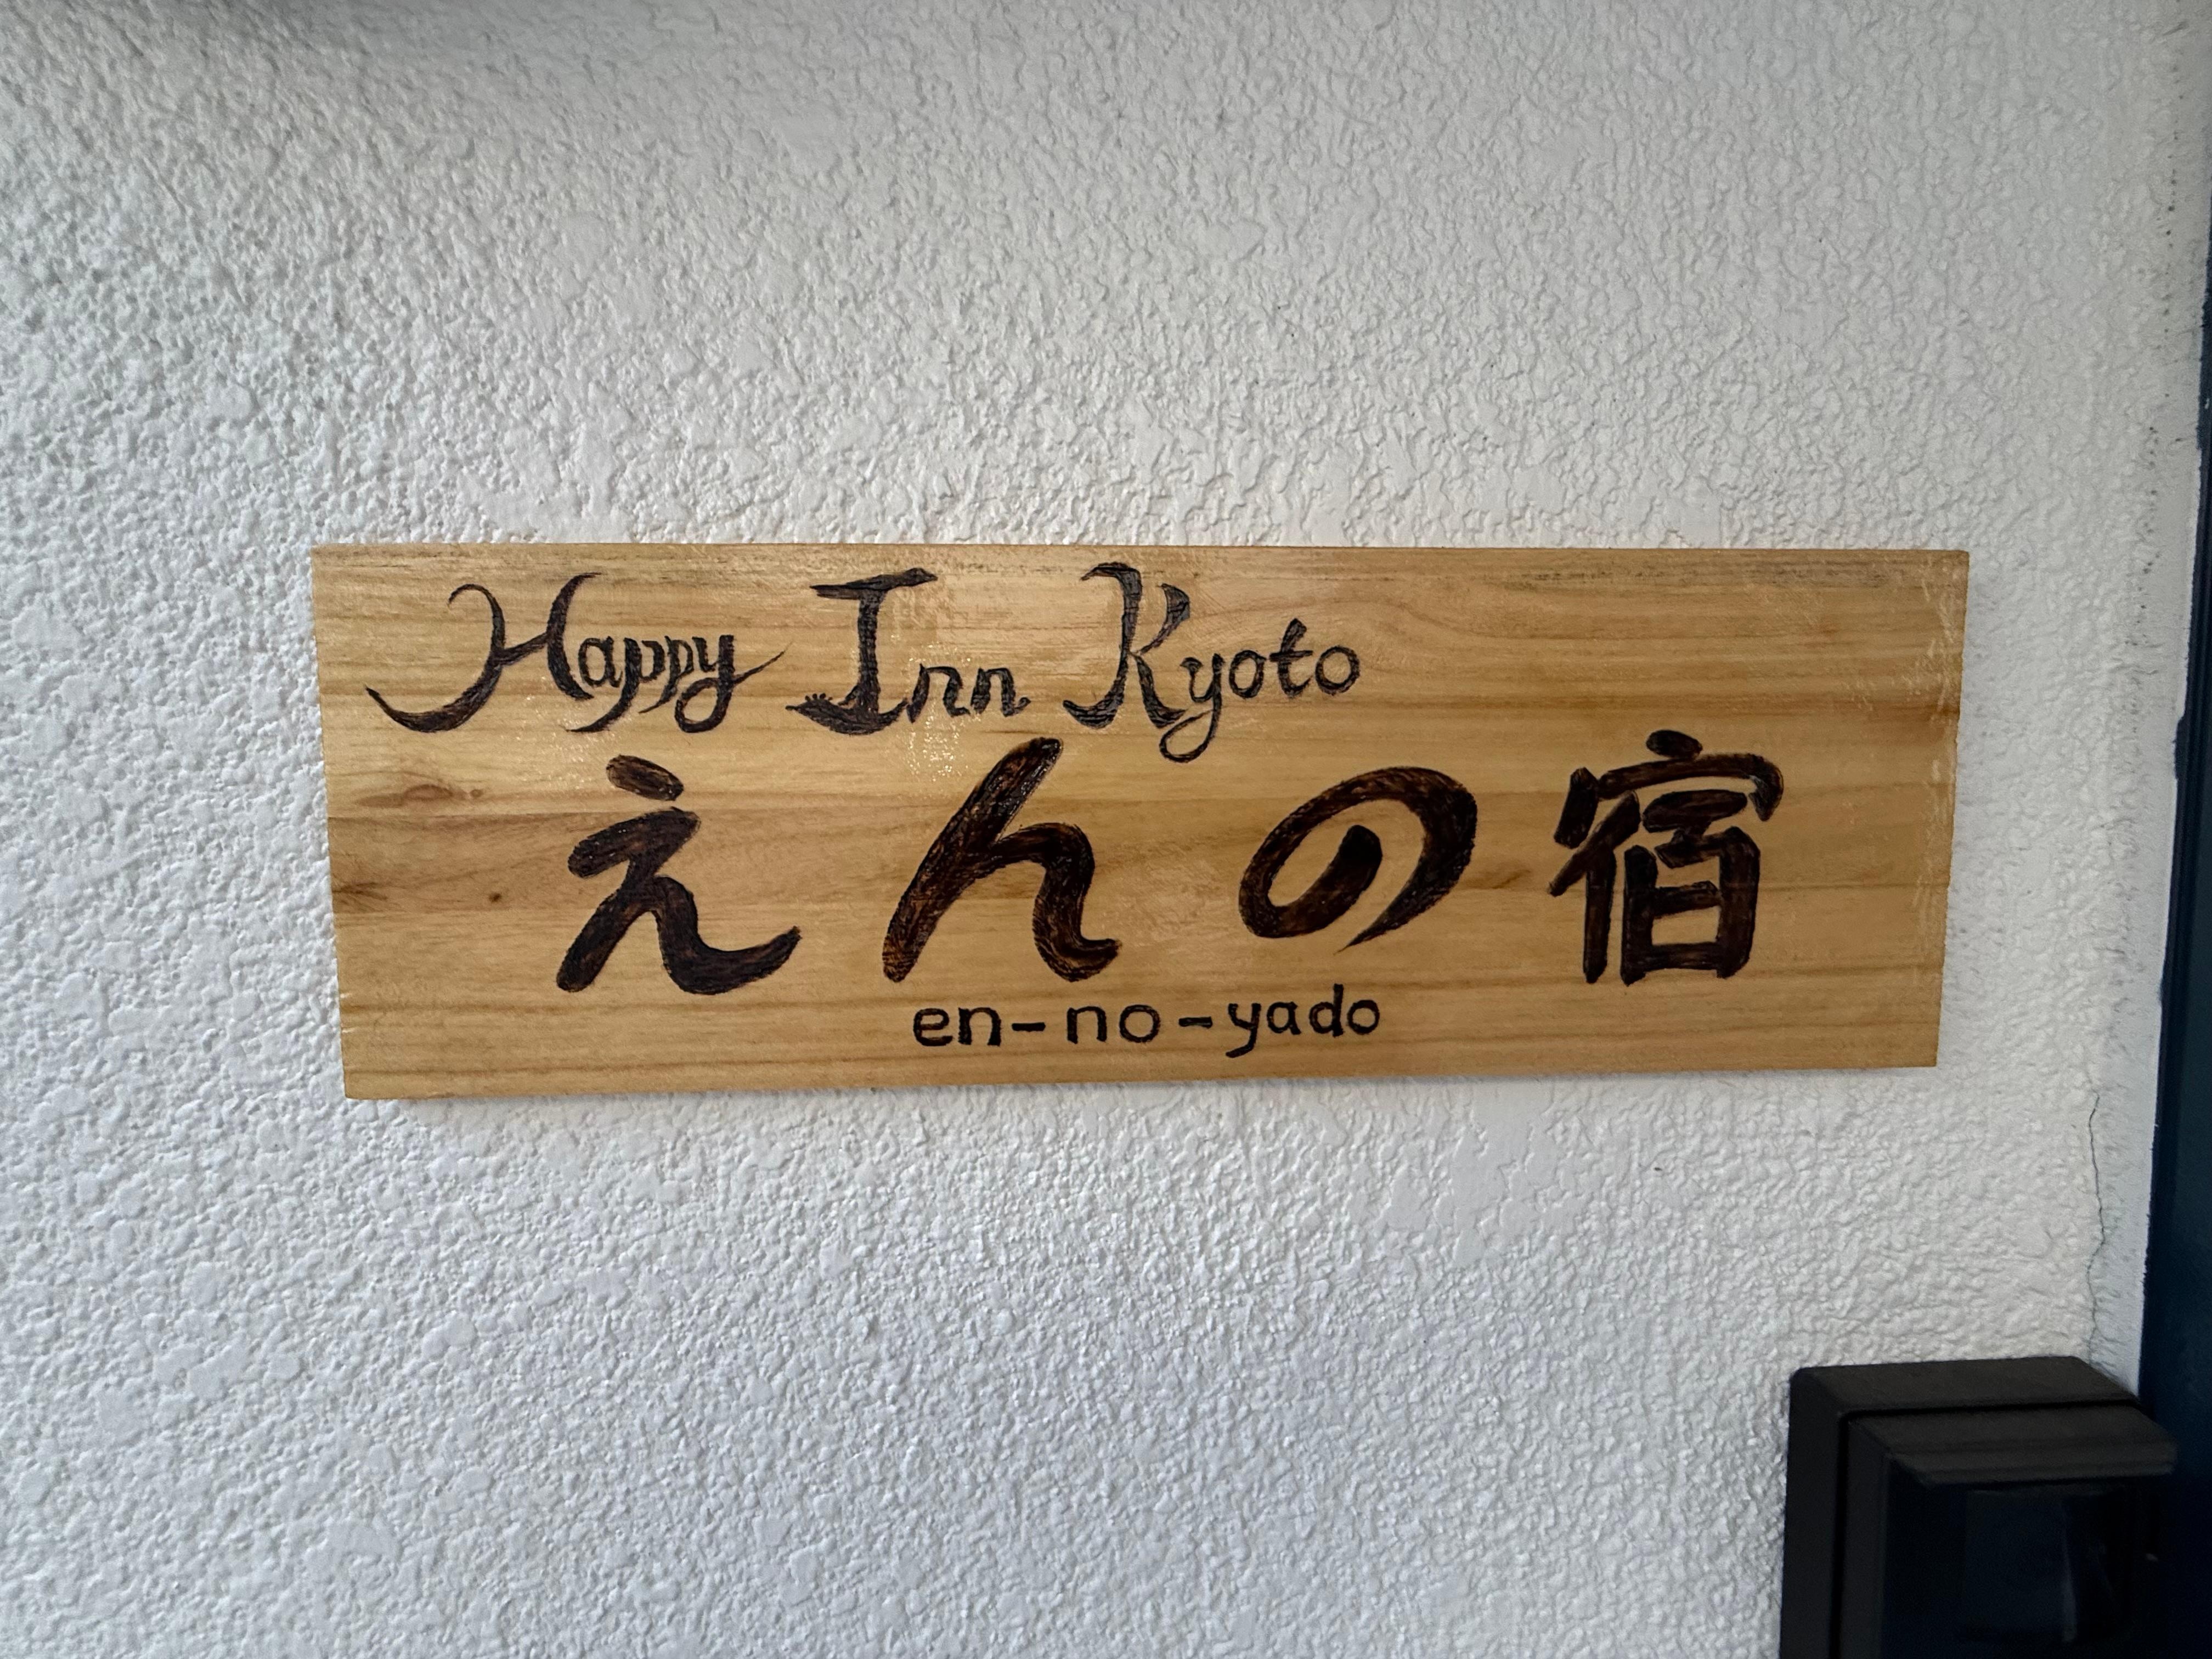 Happy Inn Kyoto
えんの宿
en-no-yado